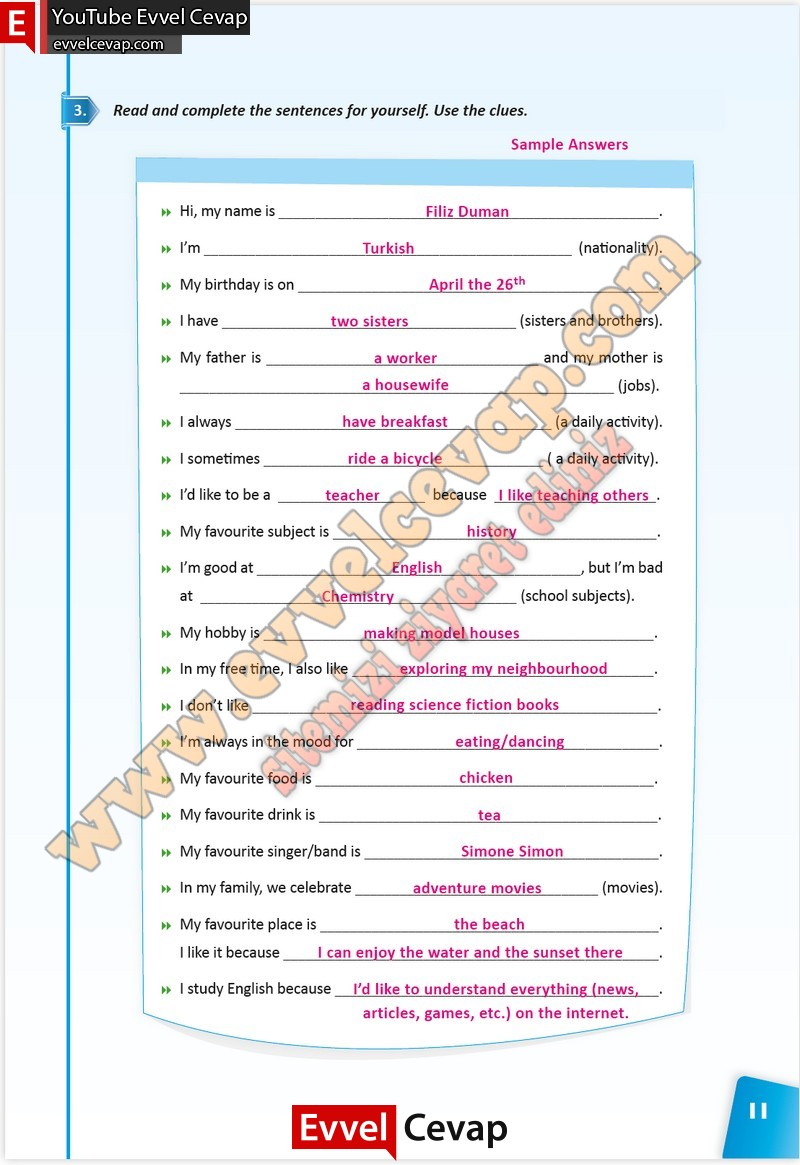 E YouTube Evvel Cevap
evvelcevap.com
3. Read and complete the sentences for yourself. Use the clues.
Sample Answers
Hi, my name is Filiz Duman.
I’m Turkish (nationality).
My birthday is on April the 26th.
I have two sisters (sisters and brothers).
My father is a worker and my mother is
a housewife (jobs).
I always have breakfast (a daily activity).
I sometimes ride a bicycle ( a daily activity).
I’d like to be a teacher because I like teaching others.
My favourite subject is history.
I’m good at English, but I’m bad
at Chemistry (school subjects).
My hobby is making model houses.
In my free time, I also like exploring my neighbourhood.
I don’t like reading science fiction books.
I’m always in the mood for eating/dancing.
My favourite food is chicken.
My favourite drink is tea.
My favourite singer/band is Simone Simon.
In my family, we celebrate adventure movies (movies).
My favourite place is the beach.
I like it because I can enjoy the water and the sunset there.
I study English because I’d like to understand everything (news,.
articles, games, etc.) on the internet.
www.evvelcevap.com
sitemizi ziyaret ediniz
11
Evvel Cevap